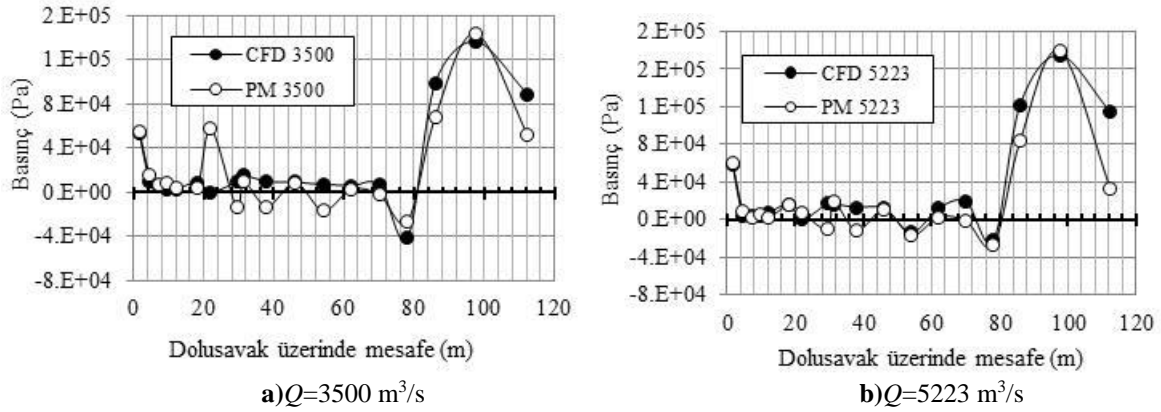 2.E+05
1.E+05
8.E+04
4.E+04
0.E+00
-4.E+04
-8.E+04
Basınç (Pa)
CFD 3500
PM 3500
0 20 40 60 80 100 120
Dolusavak üzerinde mesafe (m)
a)Q=3500 m³/s
2.E+05
2.E+05
1.E+05
8.E+04
4.E+04
0.E+00
-4.E+04
-8.E+04
Basınç (Pa)
CFD 5223
PM 5223
0 20 40 60 80 100 120
Dolusavak üzerinde mesafe (m)
b)Q=5223 m³/s